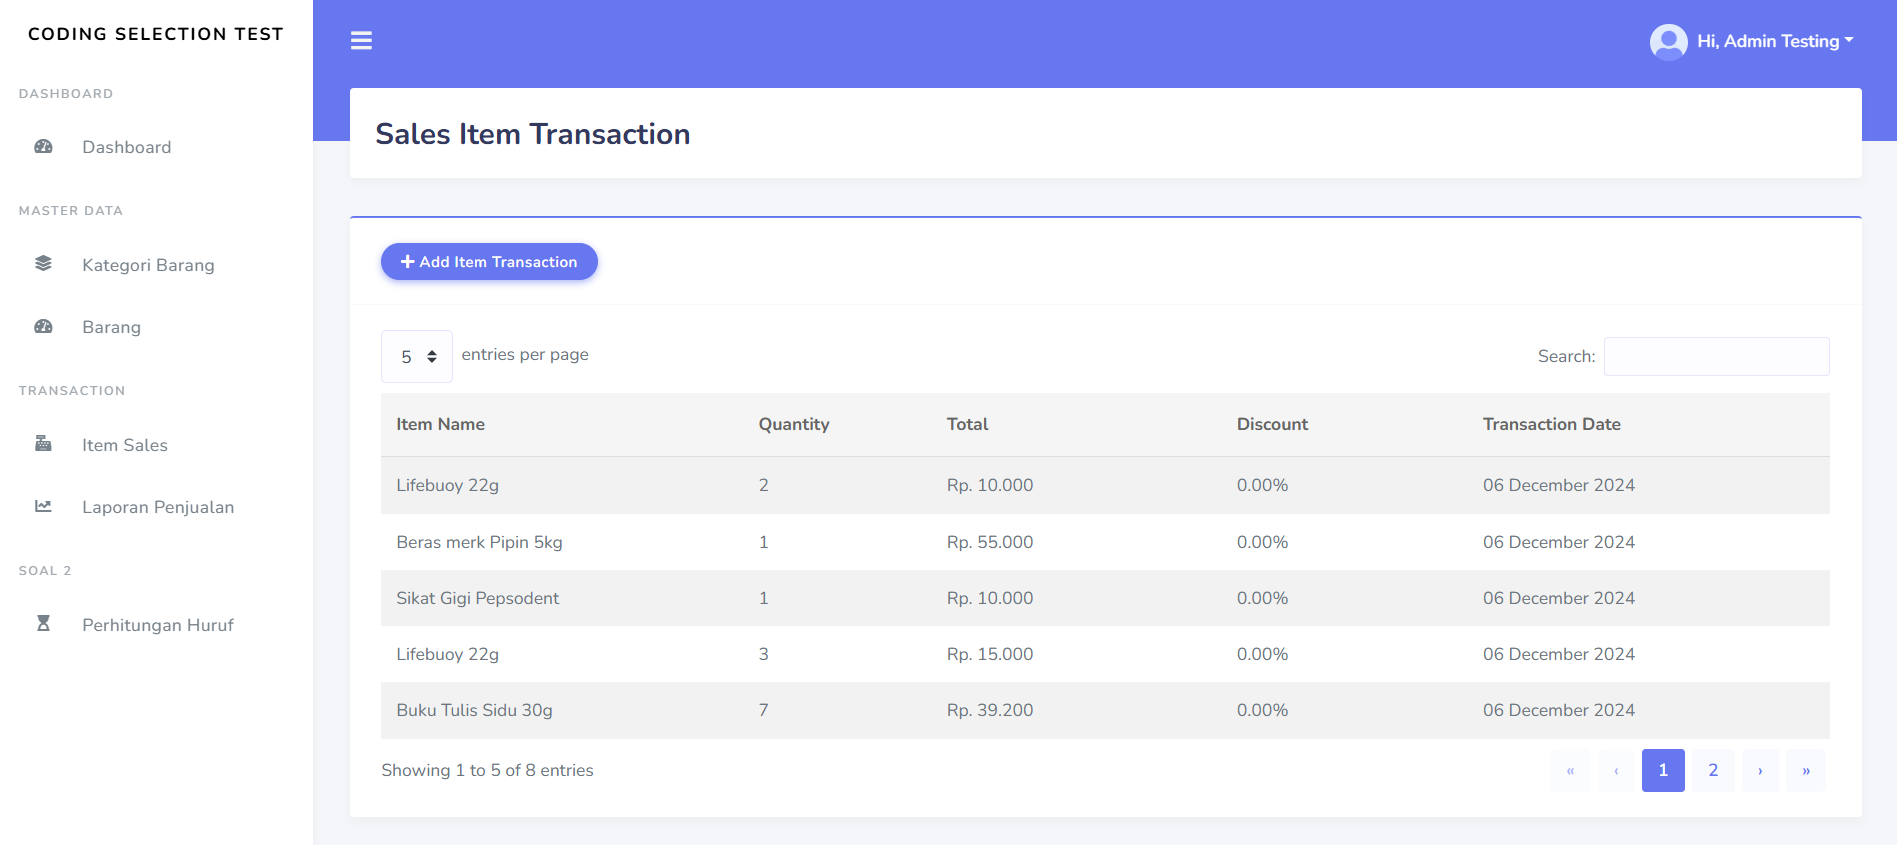 CODING SELECTION TEST
DASHBOARD
Dashboard
MASTER DATA
Kategori Barang
Barang
TRANSACTION
Item Sales
Laporan Penjualan
SOAL 2
Perhitungan Huruf
Hi, Admin Testing
Sales Item Transaction
Add Item Transaction
5 entries per page
Search:
Item Name Quantity Total Discount Transaction Date
Lifebuoy 22g 2 Rp. 10.000 0.00% 06 December 2024
Beras merk Pipin 5kg 1 Rp. 55.000 0.00% 06 December 2024
Sikat Gigi Pepsodent 1 Rp. 10.000 0.00% 06 December 2024
Lifebuoy 22g 3 Rp. 15.000 0.00% 06 December 2024
Buku Tulis Sidu 30g 7 Rp. 39.200 0.00% 06 December 2024
Showing 1 to 5 of 8 entries
« ‹ 1 2 › »